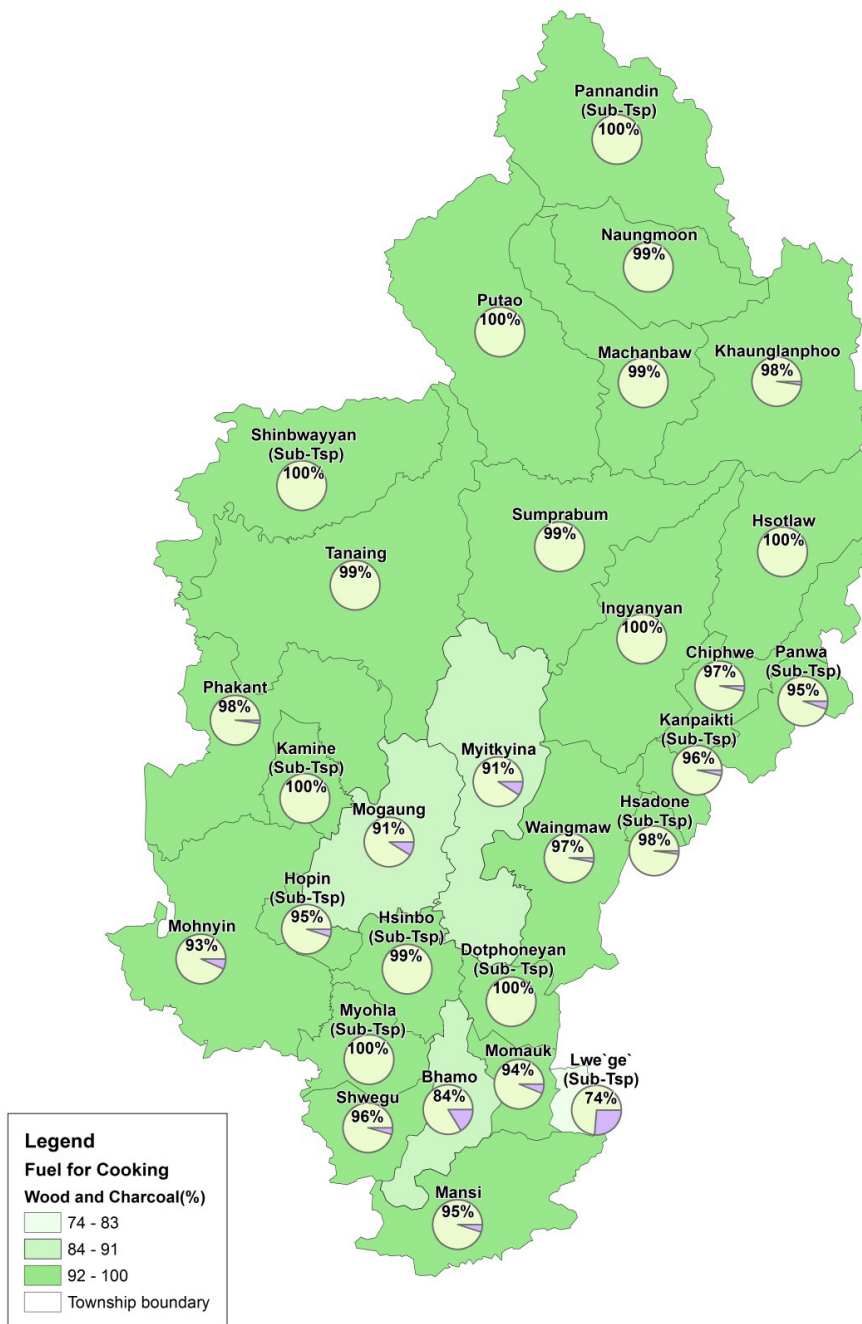 Pannandin
(Sub-Tsp)
100%
Naungmoon
99%
Putao
100%
Machanbaw
99%
Khaunglanphoo
98%
Shinbwayyan
(Sub-Tsp)
100%
Sumprabum
99%
Hsotlaw
100%
Tanaing
99%
Ingyanyan
100%
Chiphwe
97%
Panwa
(Sub-Tsp)
95%
Phakant
98%
Kanpaikti
(Sub-Tsp)
96%
Kamine
(Sub-Tsp)
100%
Myitkyina
91%
Mogaung
91%
Waingmaw
97%
Hsadone
(Sub-Tsp)
98%
Hopin
(Sub-Tsp)
95%
Mohnyin
93%
Hsinbo
(Sub-Tsp)
99%
Dotphoneyan
(Sub- Tsp)
100%
Myohla
(Sub-Tsp)
100%
Bhamo
84%
Momauk
94%
Lwe`ge`
(Sub-Tsp)
74%
Shwegu
96%
Mansi
95%
Legend
Fuel for Cooking
Wood and Charcoal(%)
74 - 83
84 - 91
92 - 100
Township boundary